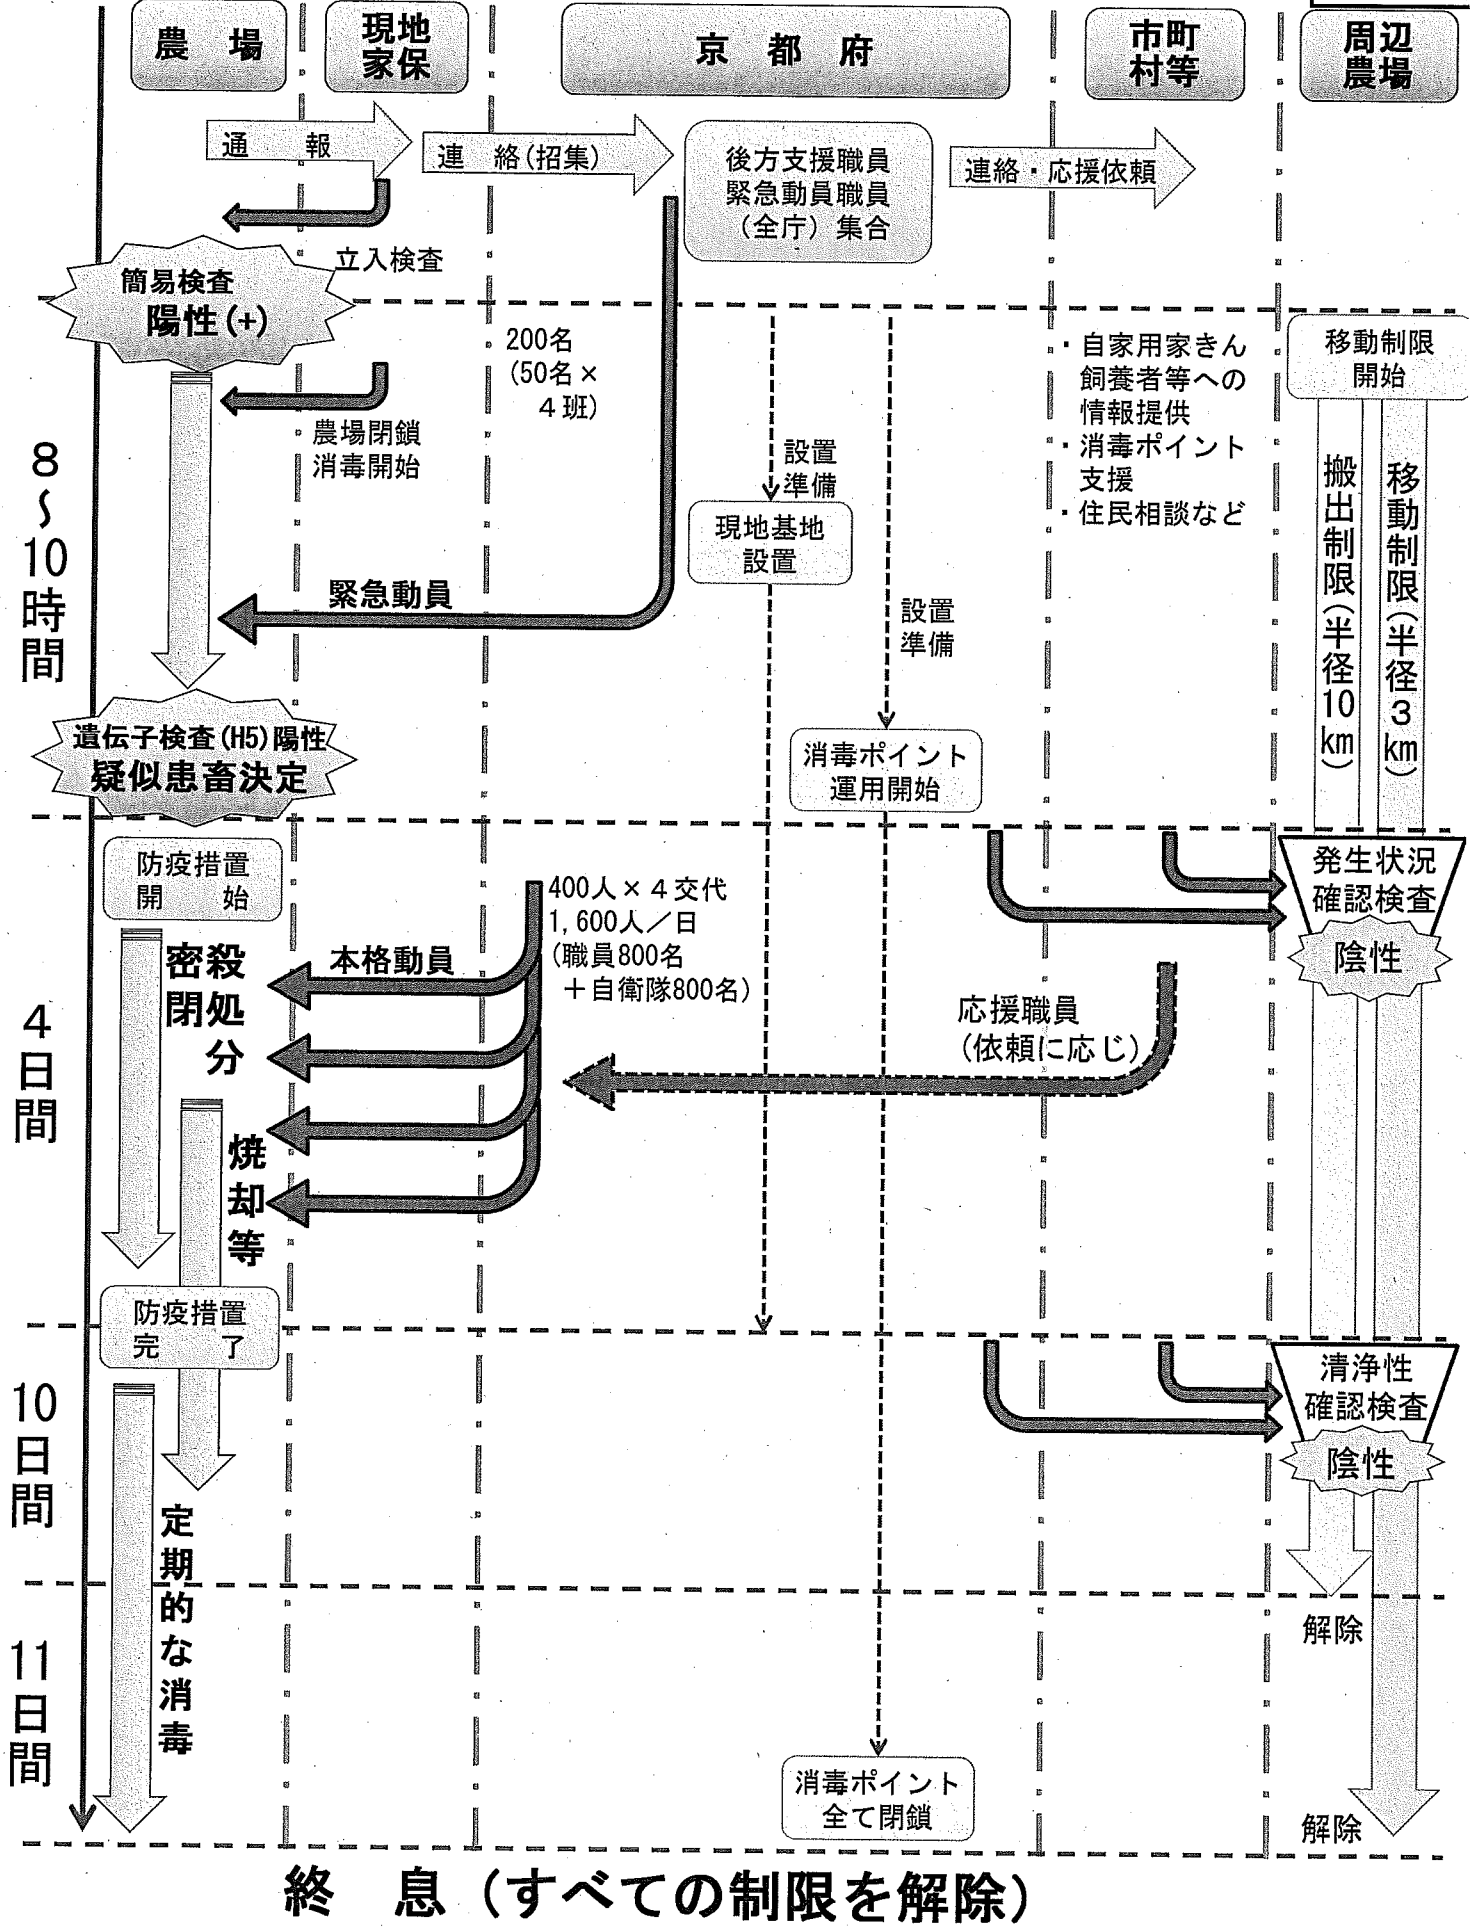 農　場
現地
家保
京　都　府
市町
村等
周辺
農場
通　　報
連　絡(招集)
後方支援職員
緊急動員職員
(全庁) 集合
連絡・応援依頼
立入検査
簡易検査
陽性(+)
200名
(50名×
４班)
・自家用家きん
飼養者等への
情報提供
・消毒ポイント
支援
・住民相談など
移動制限
開始
農場閉鎖
消毒開始
8～10時間
設置
準備
現地基地
設置
搬出制限(半径10km)
移動制限(半径３km)
緊急動員
設置
準備
遺伝子検査(H5)陽性
疑似患畜決定
消毒ポイント
運用開始
防疫措置
開　　始
400人×４交代
1,600人／日
(職員800名
＋自衛隊800名)
発生状況
確認検査
陰性
殺処分
密閉
本格動員
4日間
応援職員
(依頼に応じ)
焼却等
防疫措置
完　　了
清浄性
確認検査
陰性
10日間
定期的な消毒
解除
11日間
消毒ポイント
全て閉鎖
解除
終　息(すべての制限を解除)